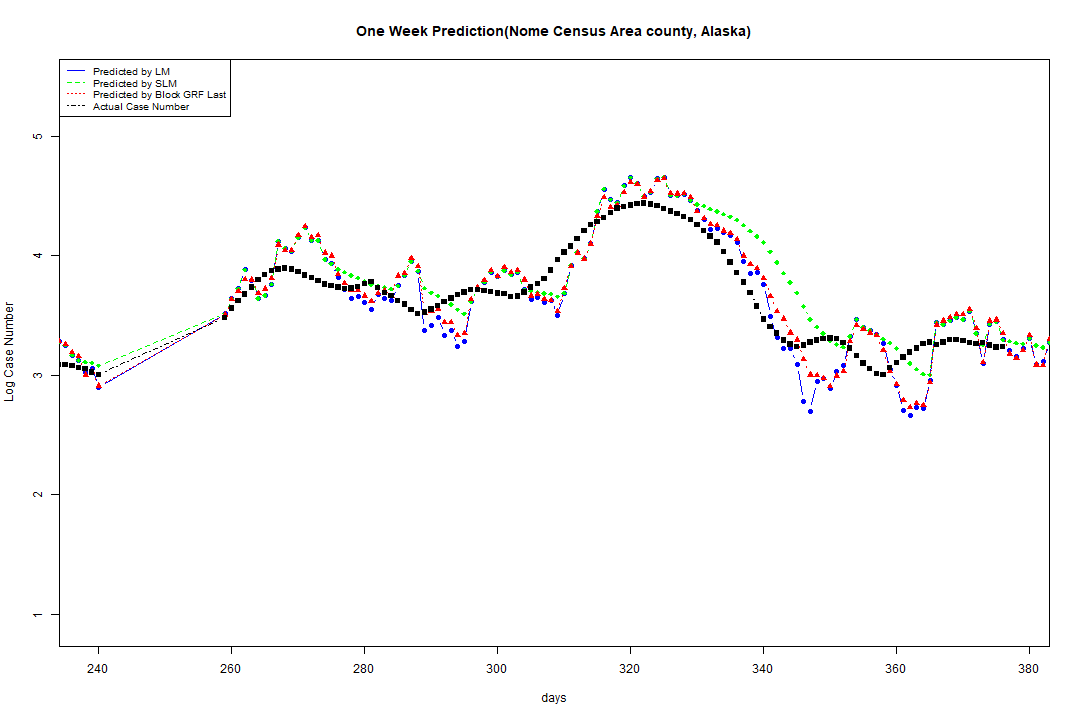 One Week Prediction(Nome Census Area county, Alaska)
Predicted by LM
Predicted by SLM
Predicted by Block GRF Last
Actual Case Number
5
4
3
2
1
Log Case Number
240 260 280 300 320 340 360 380
days